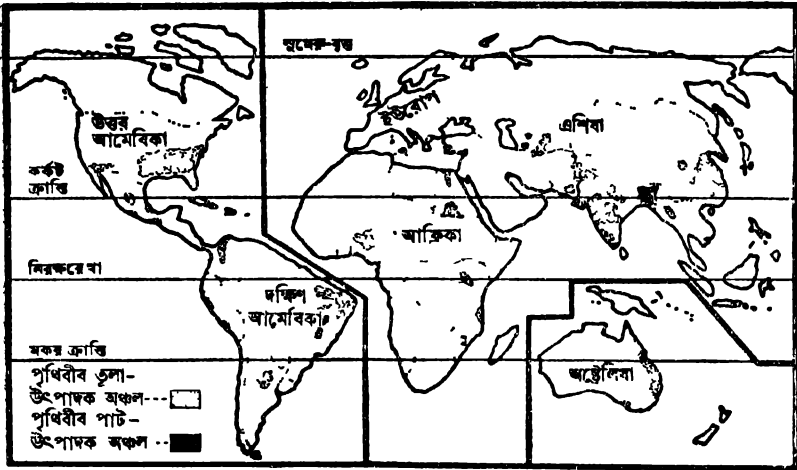 সুমেরু-বৃত্ত
উত্তর
আমেবিকা
ইউরোপ
এশিযা
কর্কট
ক্রান্তি
আফ্রিকা
নিরক্ষরেখা
দক্ষিণ
আমেবিকা
মকর ক্রান্তি
অষ্ট্রেলিযা
পৃথিবীব তুলা-
উৎপাদক অঞ্চল---
পৃথিবীব পাট-
উৎপাদক অঞ্চল --